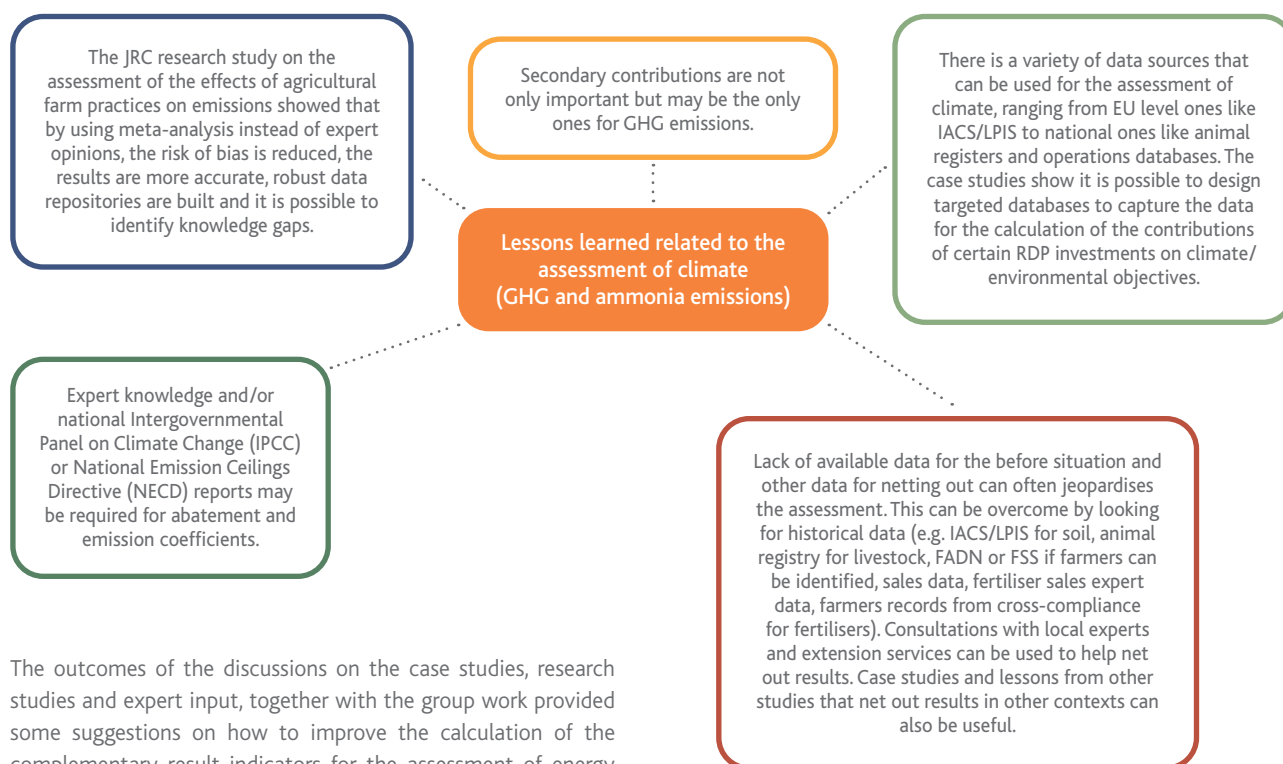 The JRC research study on the
assessment of the effects of agricultural
farm practices on emissions showed that
by using meta-analysis instead of expert
opinions, the risk of bias is reduced, the
results are more accurate, robust data
repositories are built and it is possible to
identify knowledge gaps.
Secondary contributions are not
only important but may be the only
ones for GHG emissions.
There is a variety of data sources that
can be used for the assessment of
climate, ranging from EU level ones like
IACS/LPIS to national ones like animal
registers and operations databases. The
case studies show it is possible to design
targeted databases to capture the data
for the calculation of the contributions
of certain RDP investments on climate/
environmental objectives.
Lessons learned related to the
assessment of climate
(GHG and ammonia emissions)
Expert knowledge and/or
national Intergovernmental
Panel on Climate Change (IPCC)
or National Emission Ceilings
Directive (NECD) reports may
be required for abatement and
emission coefficients.
Lack of available data for the before situation and
other data for netting out can often jeopardises
the assessment. This can be overcome by looking
for historical data (e.g. IACS/LPIS for soil, animal
registry for livestock, FADN or FSS if farmers can
be identified, sales data, fertiliser sales expert
data, farmers records from cross-compliance
for fertilisers). Consultations with local experts
and extension services can be used to help net
out results. Case studies and lessons from other
studies that net out results in other contexts can
also be useful.
The outcomes of the discussions on the case studies, research
studies and expert input, together with the group work provided
some suggestions on how to improve the calculation of the
complementary result indicators for the assessment of energy